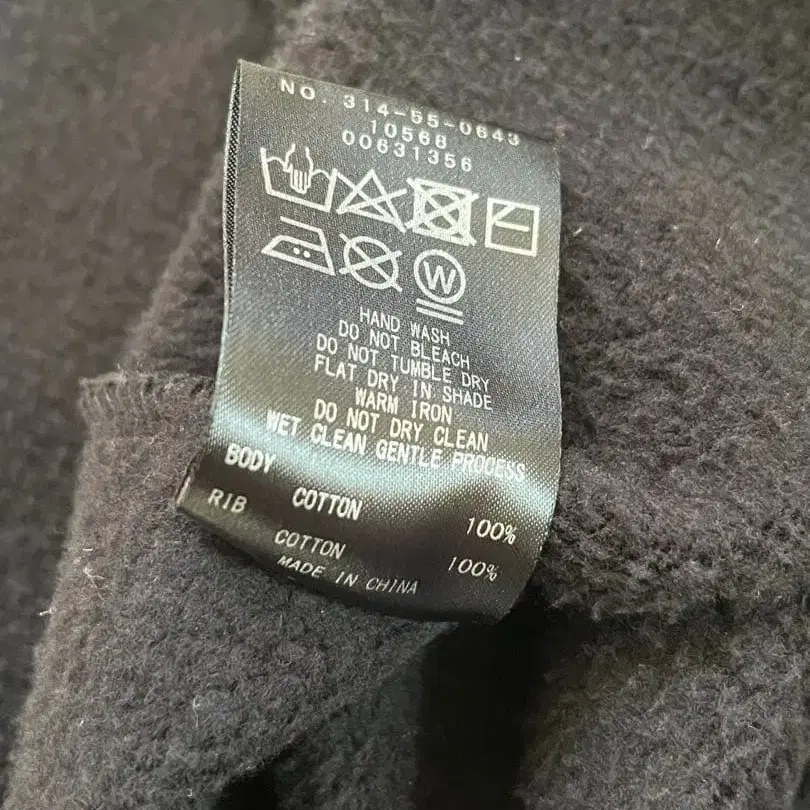 NO. 314-55-0643
10568
00631356
W
HAND WASH
DO NOT BLEACH
DO NOT TUMBLE DRY
FLAT DRY IN SHADE
WARM IRON
DO NOT DRY CLEAN
WET CLEAN GENTLE PROCESS
BODY COTTON 100%
RIB COTTON 100%
MADE IN CHINA